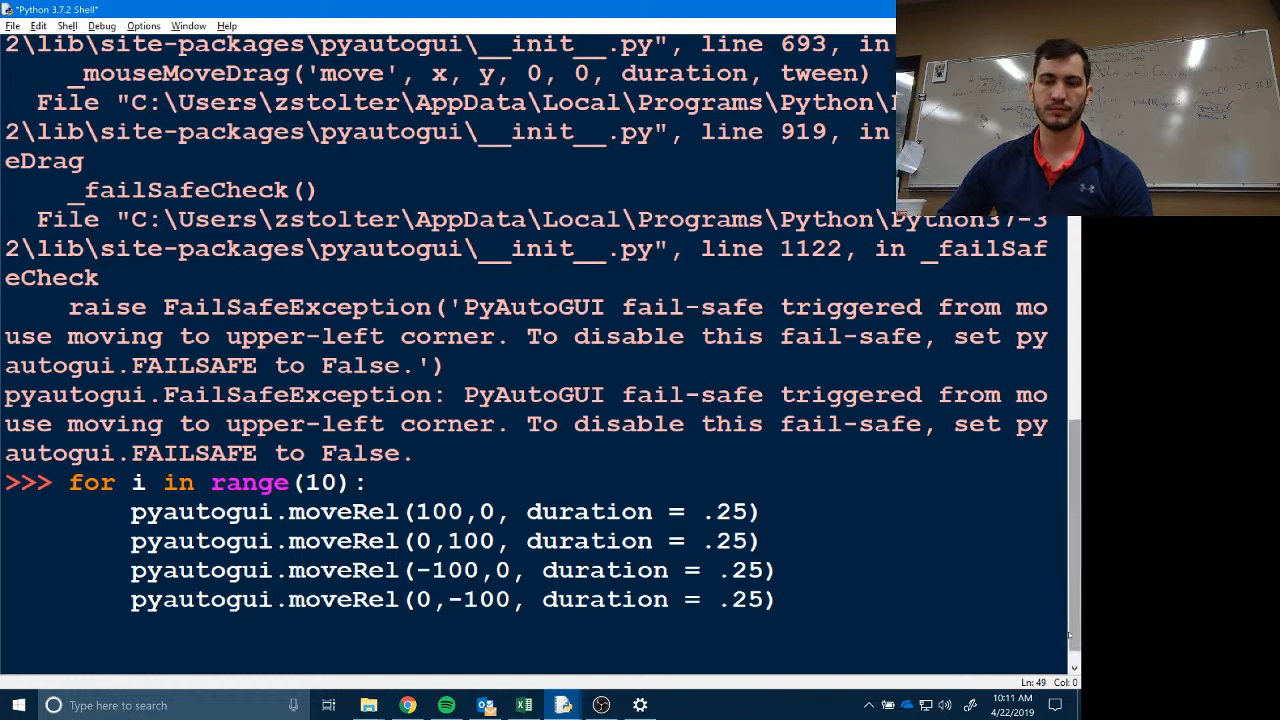 *Python 3.7.2 Shell*
File Edit Shell Debug Options Window Help
2\lib\site-packages\pyautogui\__init__.py", line 693, in
_mouseMoveDrag('move', x, y, 0, 0, duration, tween)
File "C:\Users\zstolter\AppData\Local\Programs\Python\
2\lib\site-packages\pyautogui\__init__.py", line 919, in
eDrag
_failSafeCheck()
File "C:\Users\zstolter\AppData\Local\Programs\Python\Python37-3
2\lib\site-packages\pyautogui\__init__.py", line 1122, in _failSaf
eCheck
raise FailSafeException('PyAutoGUI fail-safe triggered from mo
use moving to upper-left corner. To disable this fail-safe, set py
autogui.FAILSAFE to False.')
pyautogui.FailSafeException: PyAutoGUI fail-safe triggered from mo
use moving to upper-left corner. To disable this fail-safe, set py
autogui.FAILSAFE to False.
>>> for i in range(10):
pyautogui.moveRel(100,0, duration = .25)
pyautogui.moveRel(0,100, duration = .25)
pyautogui.moveRel(-100,0, duration = .25)
pyautogui.moveRel(0,-100, duration = .25)
Ln: 49 Col: 0
Type here to search
10:11 AM
4/22/2019